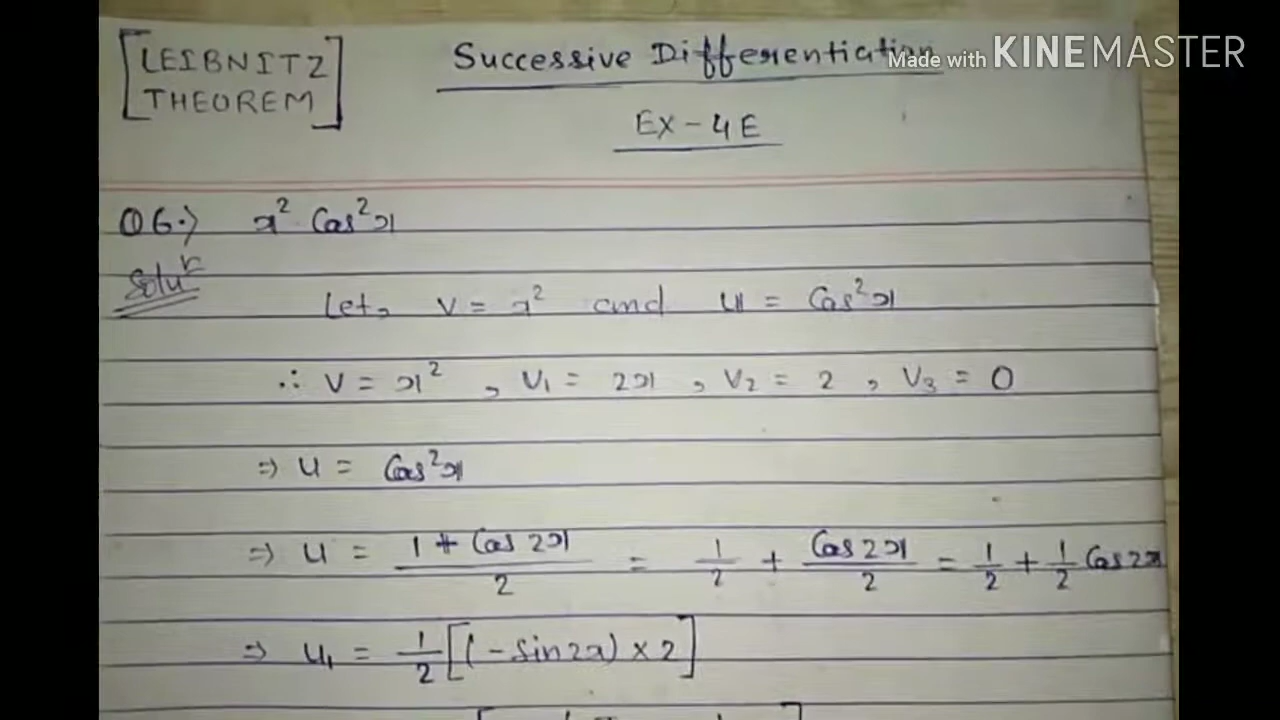 [LEIBNITZ THEOREM]
Successive Differentiation
Made with KINEMASTER
Ex-4E
Q6.) x² Cos²x
Soluⁿ
Let, v = x² and u = Cos²x
∴ v = x², v₁ = 2x, v₂ = 2, v₃ = 0
⇒ u = Cos²x
⇒ u = (1 + Cos 2x)/2 = 1/2 + (Cos 2x)/2 = 1/2 + 1/2 Cos 2x
⇒ u₁ = 1/2 [(-Sin 2x) × 2]